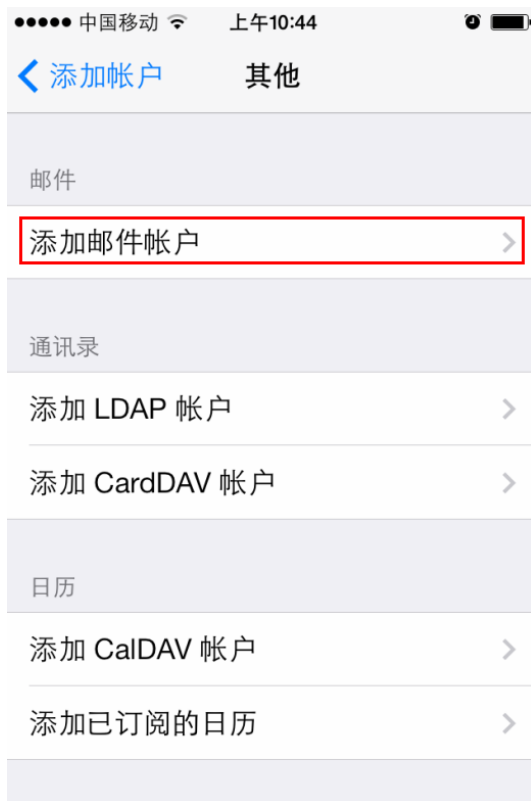 中国移动 上午10:44
添加帐户 其他
邮件
添加邮件帐户
通讯录
添加 LDAP 帐户
添加 CardDAV 帐户
日历
添加 CalDAV 帐户
添加已订阅的日历